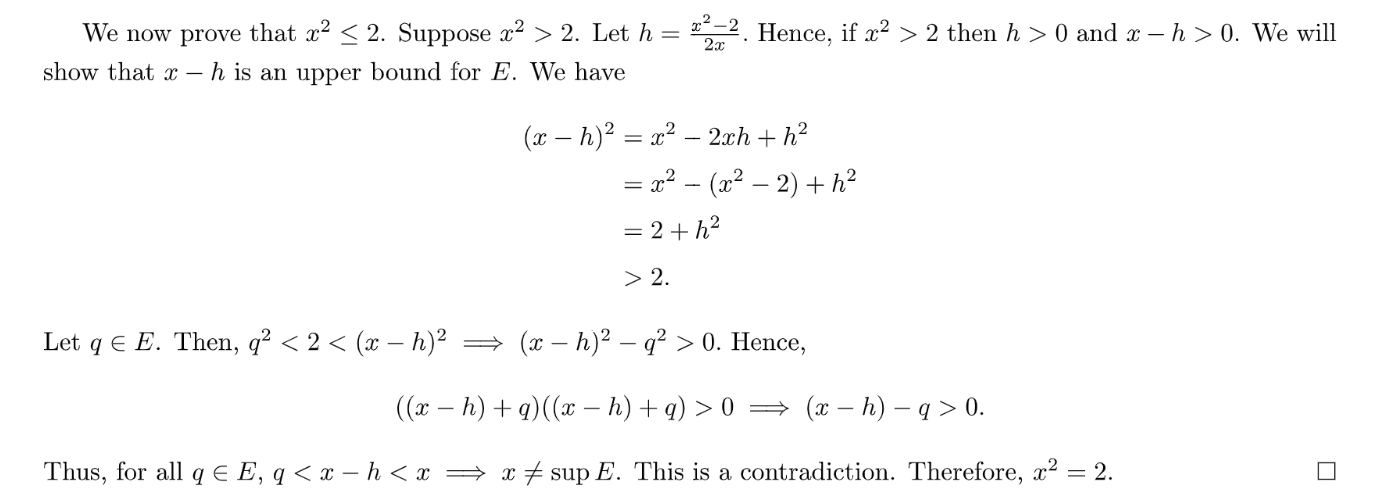 We now prove that x² ≤ 2. Suppose x² > 2. Let h = \frac{x²−2}{2x}. Hence, if x² > 2 then h > 0 and x − h > 0. We will
show that x − h is an upper bound for E. We have
(x − h)² = x² − 2xh + h²
= x² − (x² − 2) + h²
= 2 + h²
> 2.
Let q ∈ E. Then, q² < 2 < (x − h)² ⟹ (x − h)² − q² > 0. Hence,
((x − h) + q)((x − h) + q) > 0 ⟹ (x − h) − q > 0.
Thus, for all q ∈ E, q < x − h < x ⟹ x ≠ sup E. This is a contradiction. Therefore, x² = 2. □